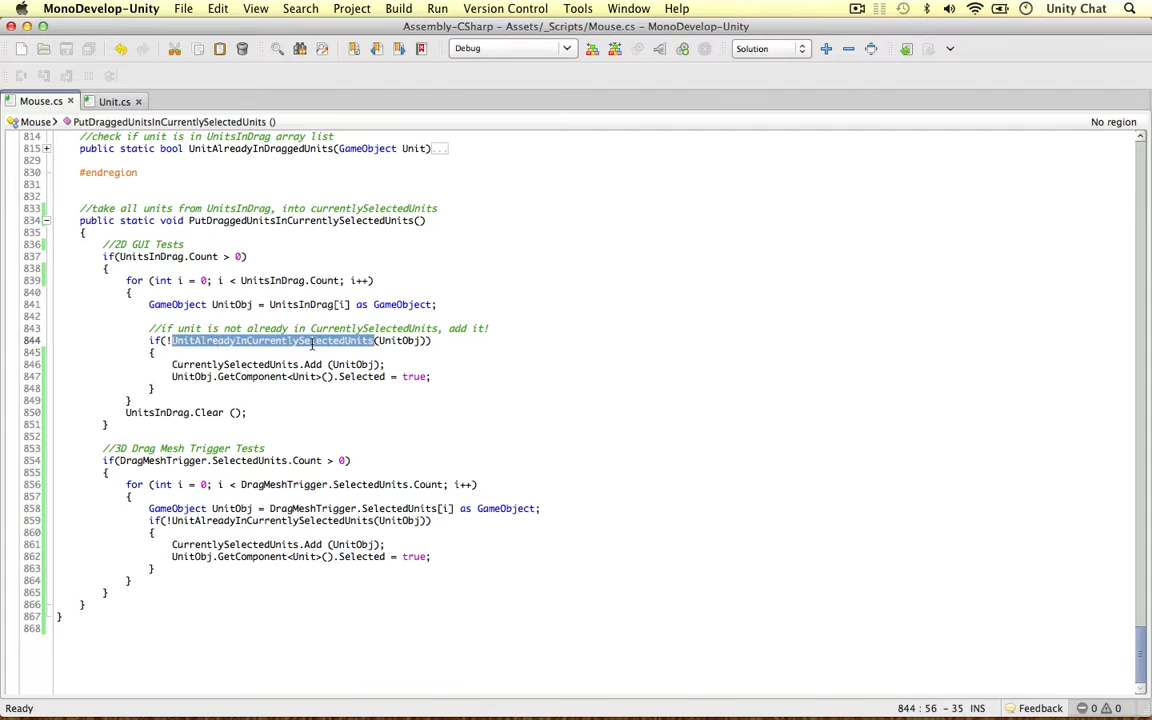 MonoDevelop-Unity File Edit View Search Project Build Run Version Control Tools Window Help Unity Chat
Assembly-CSharp - Assets/_Scripts/Mouse.cs - MonoDevelop-Unity
Debug Solution
Mouse.cs × Unit.cs ×
Mouse PutDraggedUnitsInCurrentlySelectedUnits () No region
814 //check if unit is in UnitsInDrag array list
815 public static bool UnitAlreadyInDraggedUnits(GameObject Unit)...
829
830 #endregion
831
832
833 //take all units from UnitsInDrag, into currentlySelectedUnits
834 public static void PutDraggedUnitsInCurrentlySelectedUnits()
835 {
836 //2D GUI Tests
837 if(UnitsInDrag.Count > 0)
838 {
839 for (int i = 0; i < UnitsInDrag.Count; i++)
840 {
841 GameObject UnitObj = UnitsInDrag[i] as GameObject;
842
843 //if unit is not already in CurrentlySelectedUnits, add it!
844 if(!UnitAlreadyInCurrentlySelectedUnits(UnitObj))
845 {
846 CurrentlySelectedUnits.Add (UnitObj);
847 UnitObj.GetComponent<Unit>().Selected = true;
848 }
849 }
850 UnitsInDrag.Clear ();
851 }
852
853 //3D Drag Mesh Trigger Tests
854 if(DragMeshTrigger.SelectedUnits.Count > 0)
855 {
856 for (int i = 0; i < DragMeshTrigger.SelectedUnits.Count; i++)
857 {
858 GameObject UnitObj = DragMeshTrigger.SelectedUnits[i] as GameObject;
859 if(!UnitAlreadyInCurrentlySelectedUnits(UnitObj))
860 {
861 CurrentlySelectedUnits.Add (UnitObj);
862 UnitObj.GetComponent<Unit>().Selected = true;
863 }
864 }
865 }
866 }
867 }
868
Ready 844 : 56 - 35 INS Feedback 0 0